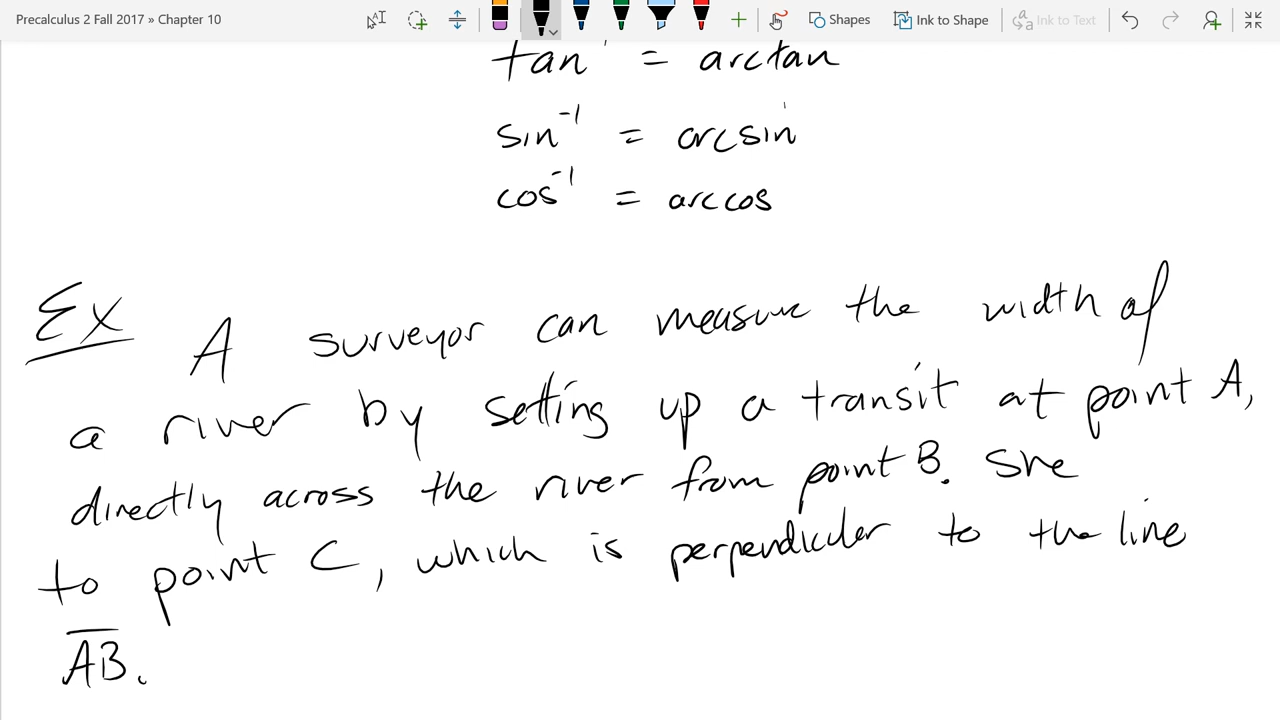 Precalculus 2 Fall 2017 » Chapter 10
Shapes
Ink to Shape
Ink to Text
tan⁻¹ = arctan
sin⁻¹ = arcsin
cos⁻¹ = arccos
Ex A surveyor can measure the width of
a river by setting up a transit at point A,
directly across the river from point B. She
to point C, which is perpendicular to the line
A̅B̅.